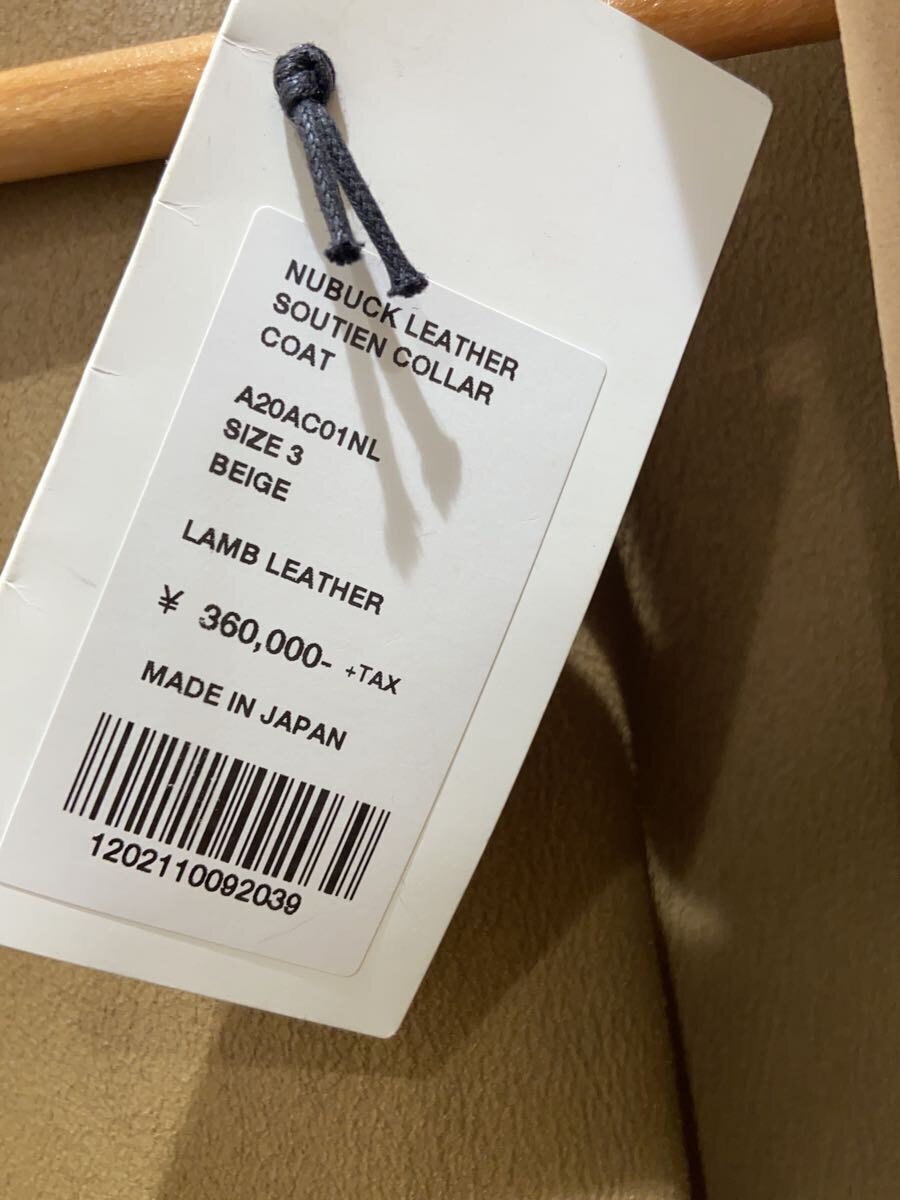 NUBUCK LEATHER
SOUTIEN COLLAR
COAT
A20AC01NL
SIZE 3
BEIGE
LAMB LEATHER
¥ 360,000- +TAX
MADE IN JAPAN
1202110092039